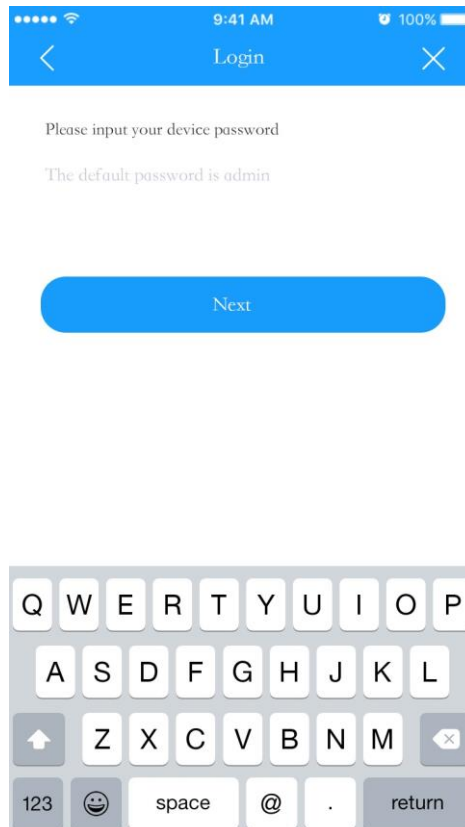 9:41 AM 100%
Login
Please input your device password
The default password is admin
Next
Q W E R T Y U I O P
A S D F G H J K L
Z X C V B N M
123 space @ . return